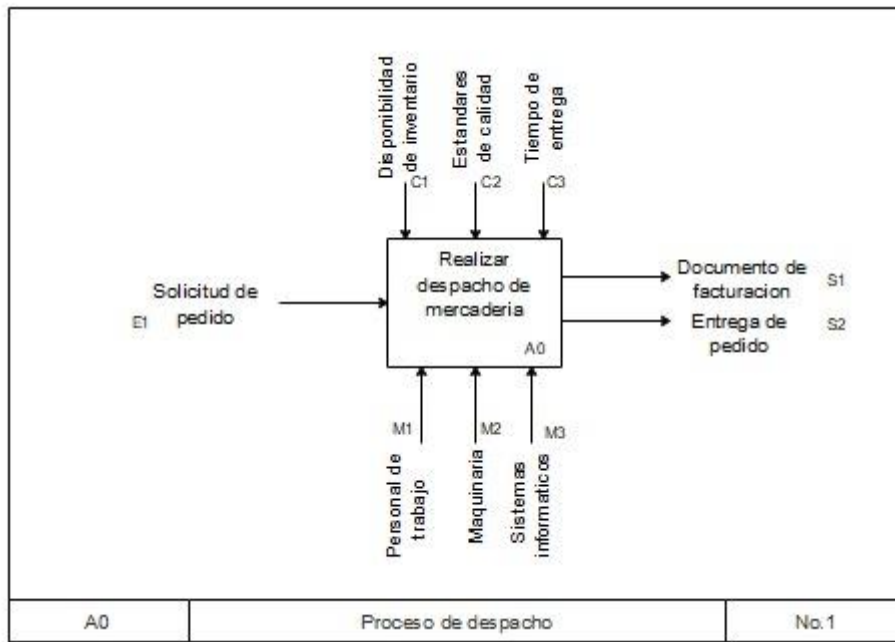 Disponibilidad
de inventario
C1
Estandares
de calidad
C2
Tiempo de
entrega
C3
Solicitud de
pedido
E1
Realizar
despacho de
mercaderia
A0
Documento de
facturacion
S1
Entrega de
pedido
S2
M1
Personal de
trabajo
M2
Maquinaria
M3
Sistemas
informaticos
A0
Proceso de despacho
No.1